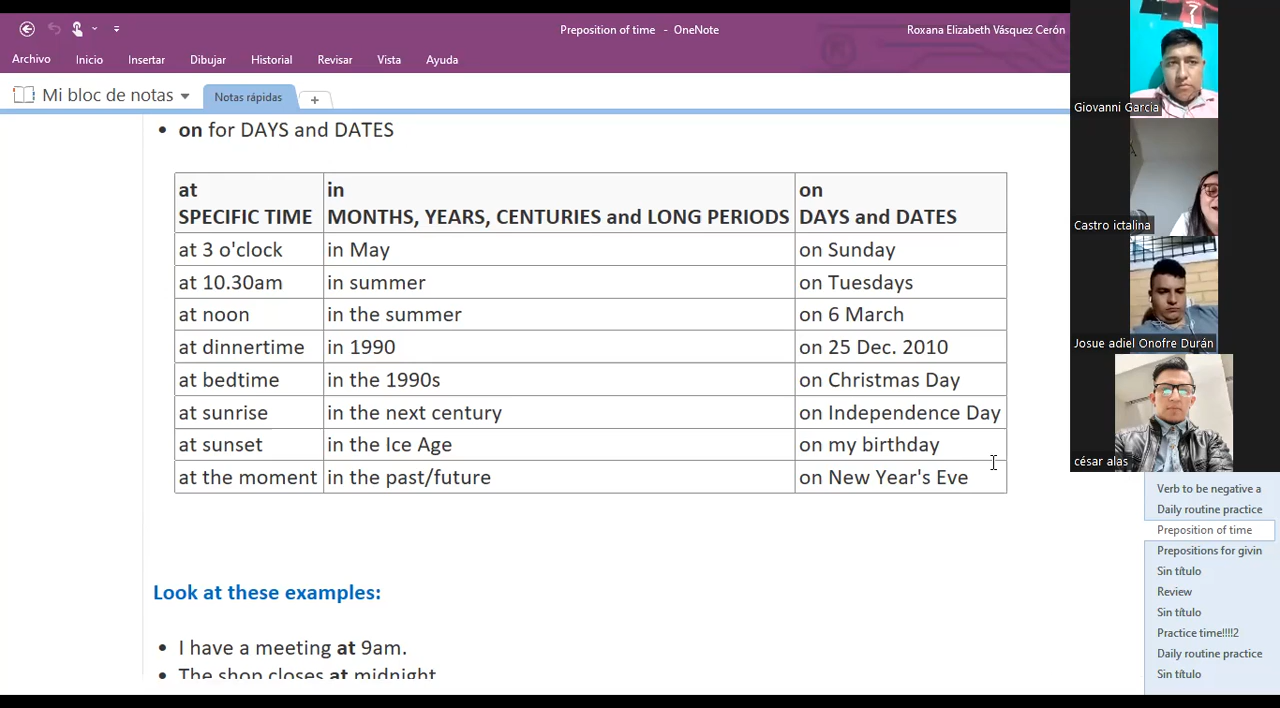 Preposition of time - OneNote
Roxana Elizabeth Vásquez Cerón
Archivo Inicio Insertar Dibujar Historial Revisar Vista Ayuda
Mi bloc de notas Notas rápidas
• on for DAYS and DATES
at in on
SPECIFIC TIME MONTHS, YEARS, CENTURIES and LONG PERIODS DAYS and DATES
at 3 o'clock in May on Sunday
at 10.30am in summer on Tuesdays
at noon in the summer on 6 March
at dinnertime in 1990 on 25 Dec. 2010
at bedtime in the 1990s on Christmas Day
at sunrise in the next century on Independence Day
at sunset in the Ice Age on my birthday
at the moment in the past/future on New Year's Eve
Look at these examples:
• I have a meeting at 9am.
• The shop closes at midnight
7
Giovanni Garcia
Castro ictalina
Josue adiel Onofre Durán
césar alas
Verb to be negative a
Daily routine practice
Preposition of time
Prepositions for givin
Sin título
Review
Sin título
Practice time!!!!2
Daily routine practice
Sin título